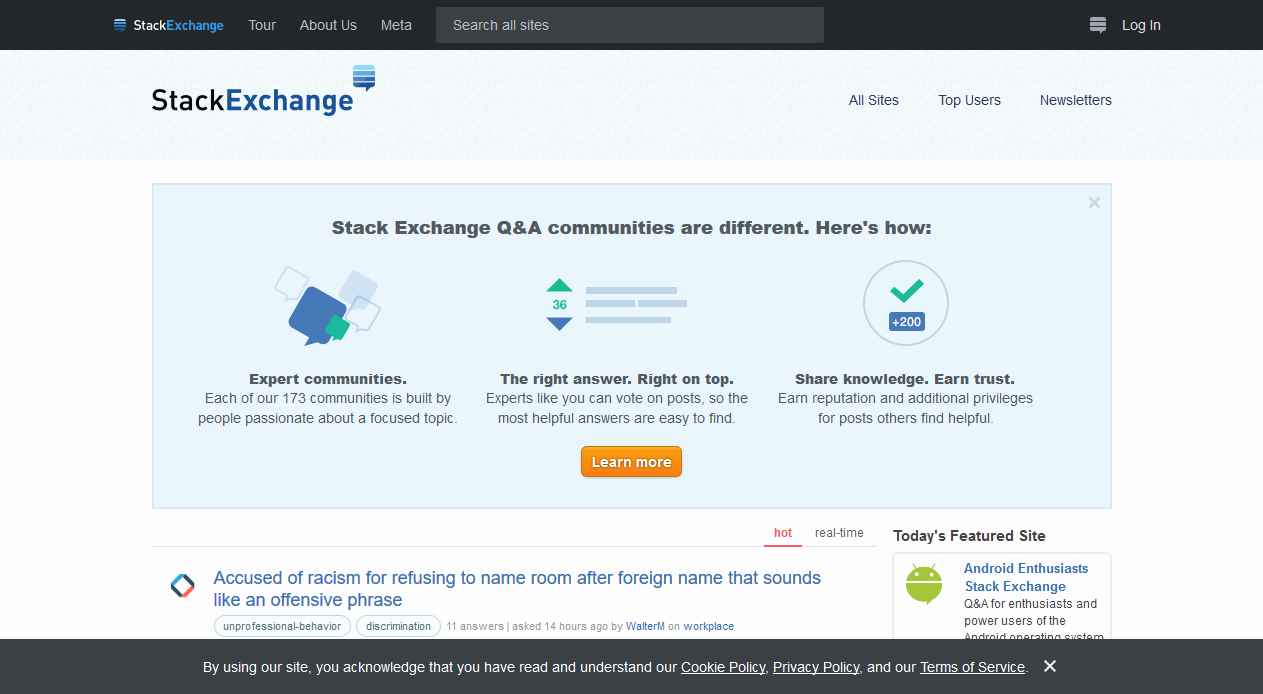 StackExchange Tour About Us Meta Search all sites Log In
StackExchange
All Sites Top Users Newsletters
Stack Exchange Q&A communities are different. Here's how:
36
+200
Expert communities.
Each of our 173 communities is built by
people passionate about a focused topic.
The right answer. Right on top.
Experts like you can vote on posts, so the
most helpful answers are easy to find.
Share knowledge. Earn trust.
Earn reputation and additional privileges
for posts others find helpful.
Learn more
hot real-time
Accused of racism for refusing to name room after foreign name that sounds
like an offensive phrase
unprofessional-behavior discrimination 11 answers | asked 14 hours ago by WalterM on workplace
Today's Featured Site
Android Enthusiasts
Stack Exchange
Q&A for enthusiasts and
power users of the
Android operating system
By using our site, you acknowledge that you have read and understand our Cookie Policy, Privacy Policy, and our Terms of Service.